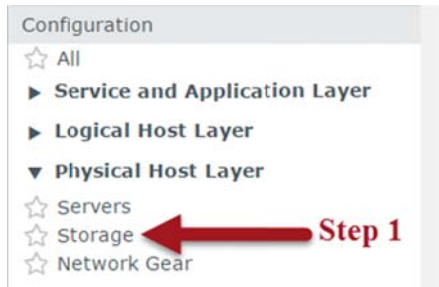 Configuration
All
Service and Application Layer
Logical Host Layer
Physical Host Layer
Servers
Storage
Step 1
Network Gear